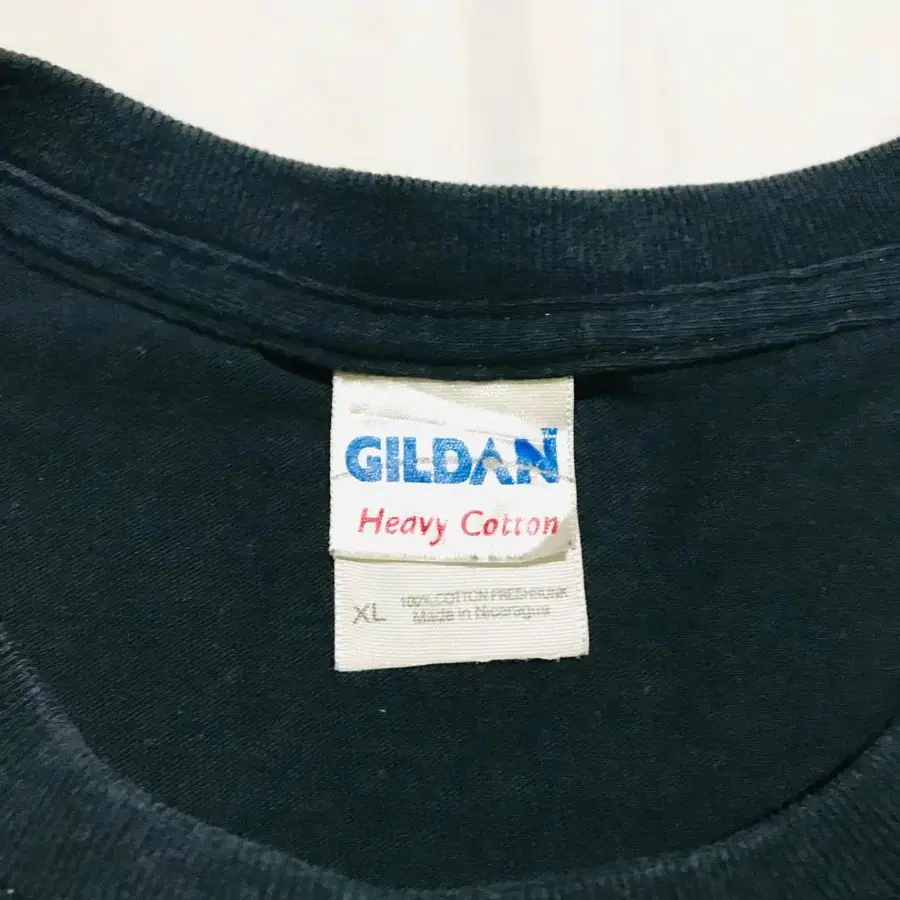 GILDAN
Heavy Cotton
XL
100% COTTON PRESHRUNK
Made in Nicaragua